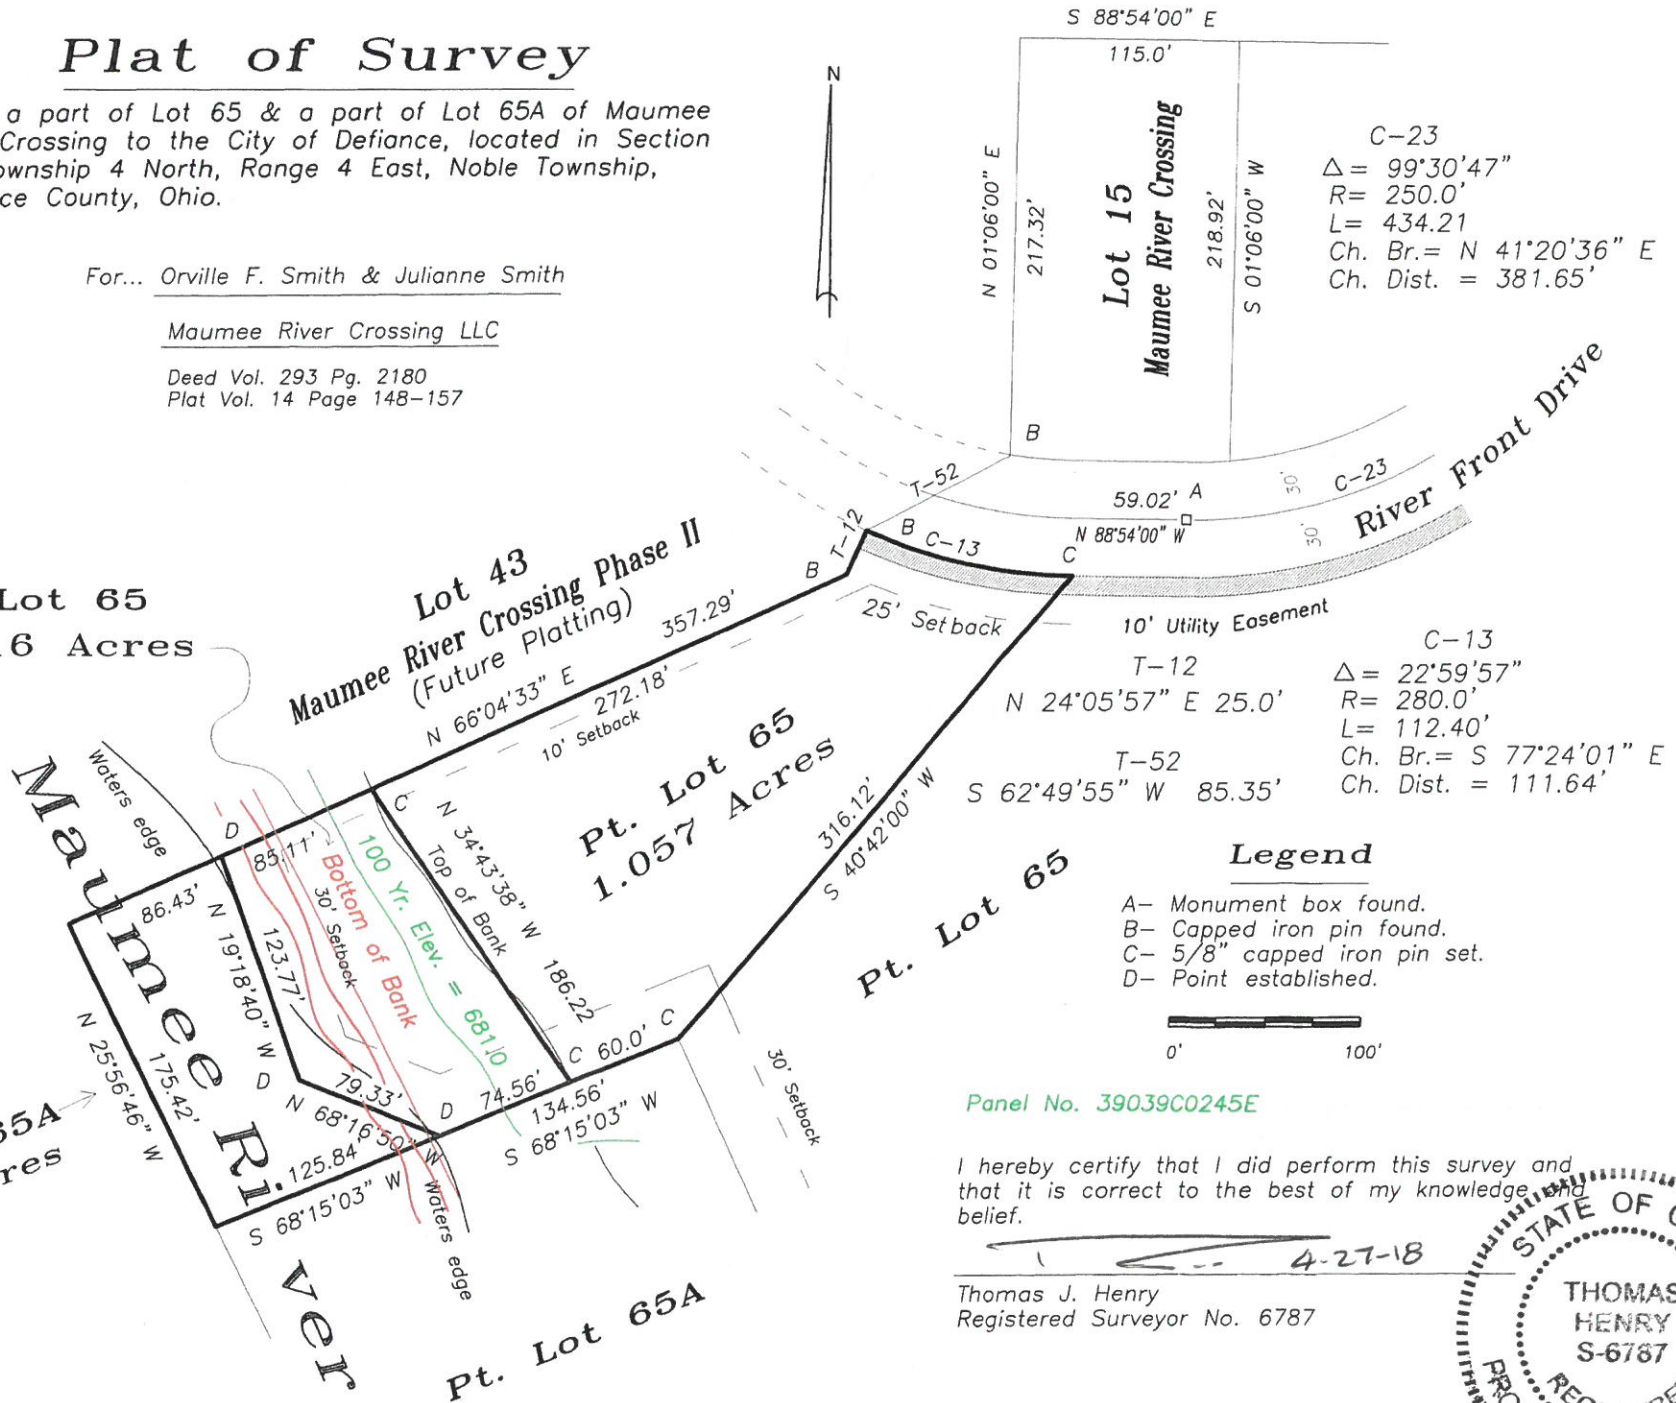 Plat of Survey
a part of Lot 65 & a part of Lot 65A of Maumee
Crossing to the City of Defiance, located in Section
ownship 4 North, Range 4 East, Noble Township,
ce County, Ohio.
For... Orville F. Smith & Julianne Smith
Maumee River Crossing LLC
Deed Vol. 293 Pg. 2180
Plat Vol. 14 Page 148-157
N
S 88°54'00" E
115.0'
N 01°06'00" E
217.32'
Lot 15
Maumee River Crossing
218.92'
S 01°06'00" W
C-23
Δ= 99°30'47"
R= 250.0'
L= 434.21
Ch. Br.= N 41°20'36" E
Ch. Dist. = 381.65'
B
T-52
59.02' A
N 88°54'00" W
30'
30'
C-23
River Front Drive
T-12
B
B
C-13
C
25' Setback
10' Utility Easement
Lot 43
Maumee River Crossing Phase II
(Future Platting)
357.29'
N 66°04'33" E
272.18'
10' Setback
Lot 65
6 Acres
T-12
N 24°05'57" E 25.0'
T-52
S 62°49'55" W 85.35'
C-13
Δ= 22°59'57"
R= 280.0'
L= 112.40'
Ch. Br.= S 77°24'01" E
Ch. Dist. = 111.64'
Pt. Lot 65
1.057 Acres
316.12'
S 40°42'00" W
Pt. Lot 65
Maumee Ri
ver
Waters edge
D
85.11'
86.43'
C
N 34°43'38" W
Top of Bank
186.22
100 Yr. Elev. = 681.0
Bottom of Bank
30' Setback
123.77'
N 19°18'40" W
D
79.33'
N 68°16'50" W
D
74.56'
C
60.0'
C
134.56'
S 68°15'03" W
30' Setback
175.42'
N 25°56'46" W
65A
res
125.84'
S 68°15'03" W
Waters edge
Pt. Lot 65A
Legend
A- Monument box found.
B- Capped iron pin found.
C- 5/8" capped iron pin set.
D- Point established.
0' 100'
Panel No. 39039C0245E
I hereby certify that I did perform this survey and
that it is correct to the best of my knowledge and
belief.
4-27-18
Thomas J. Henry
Registered Surveyor No. 6787
STATE OF
THOMAS
HENRY
S-6787